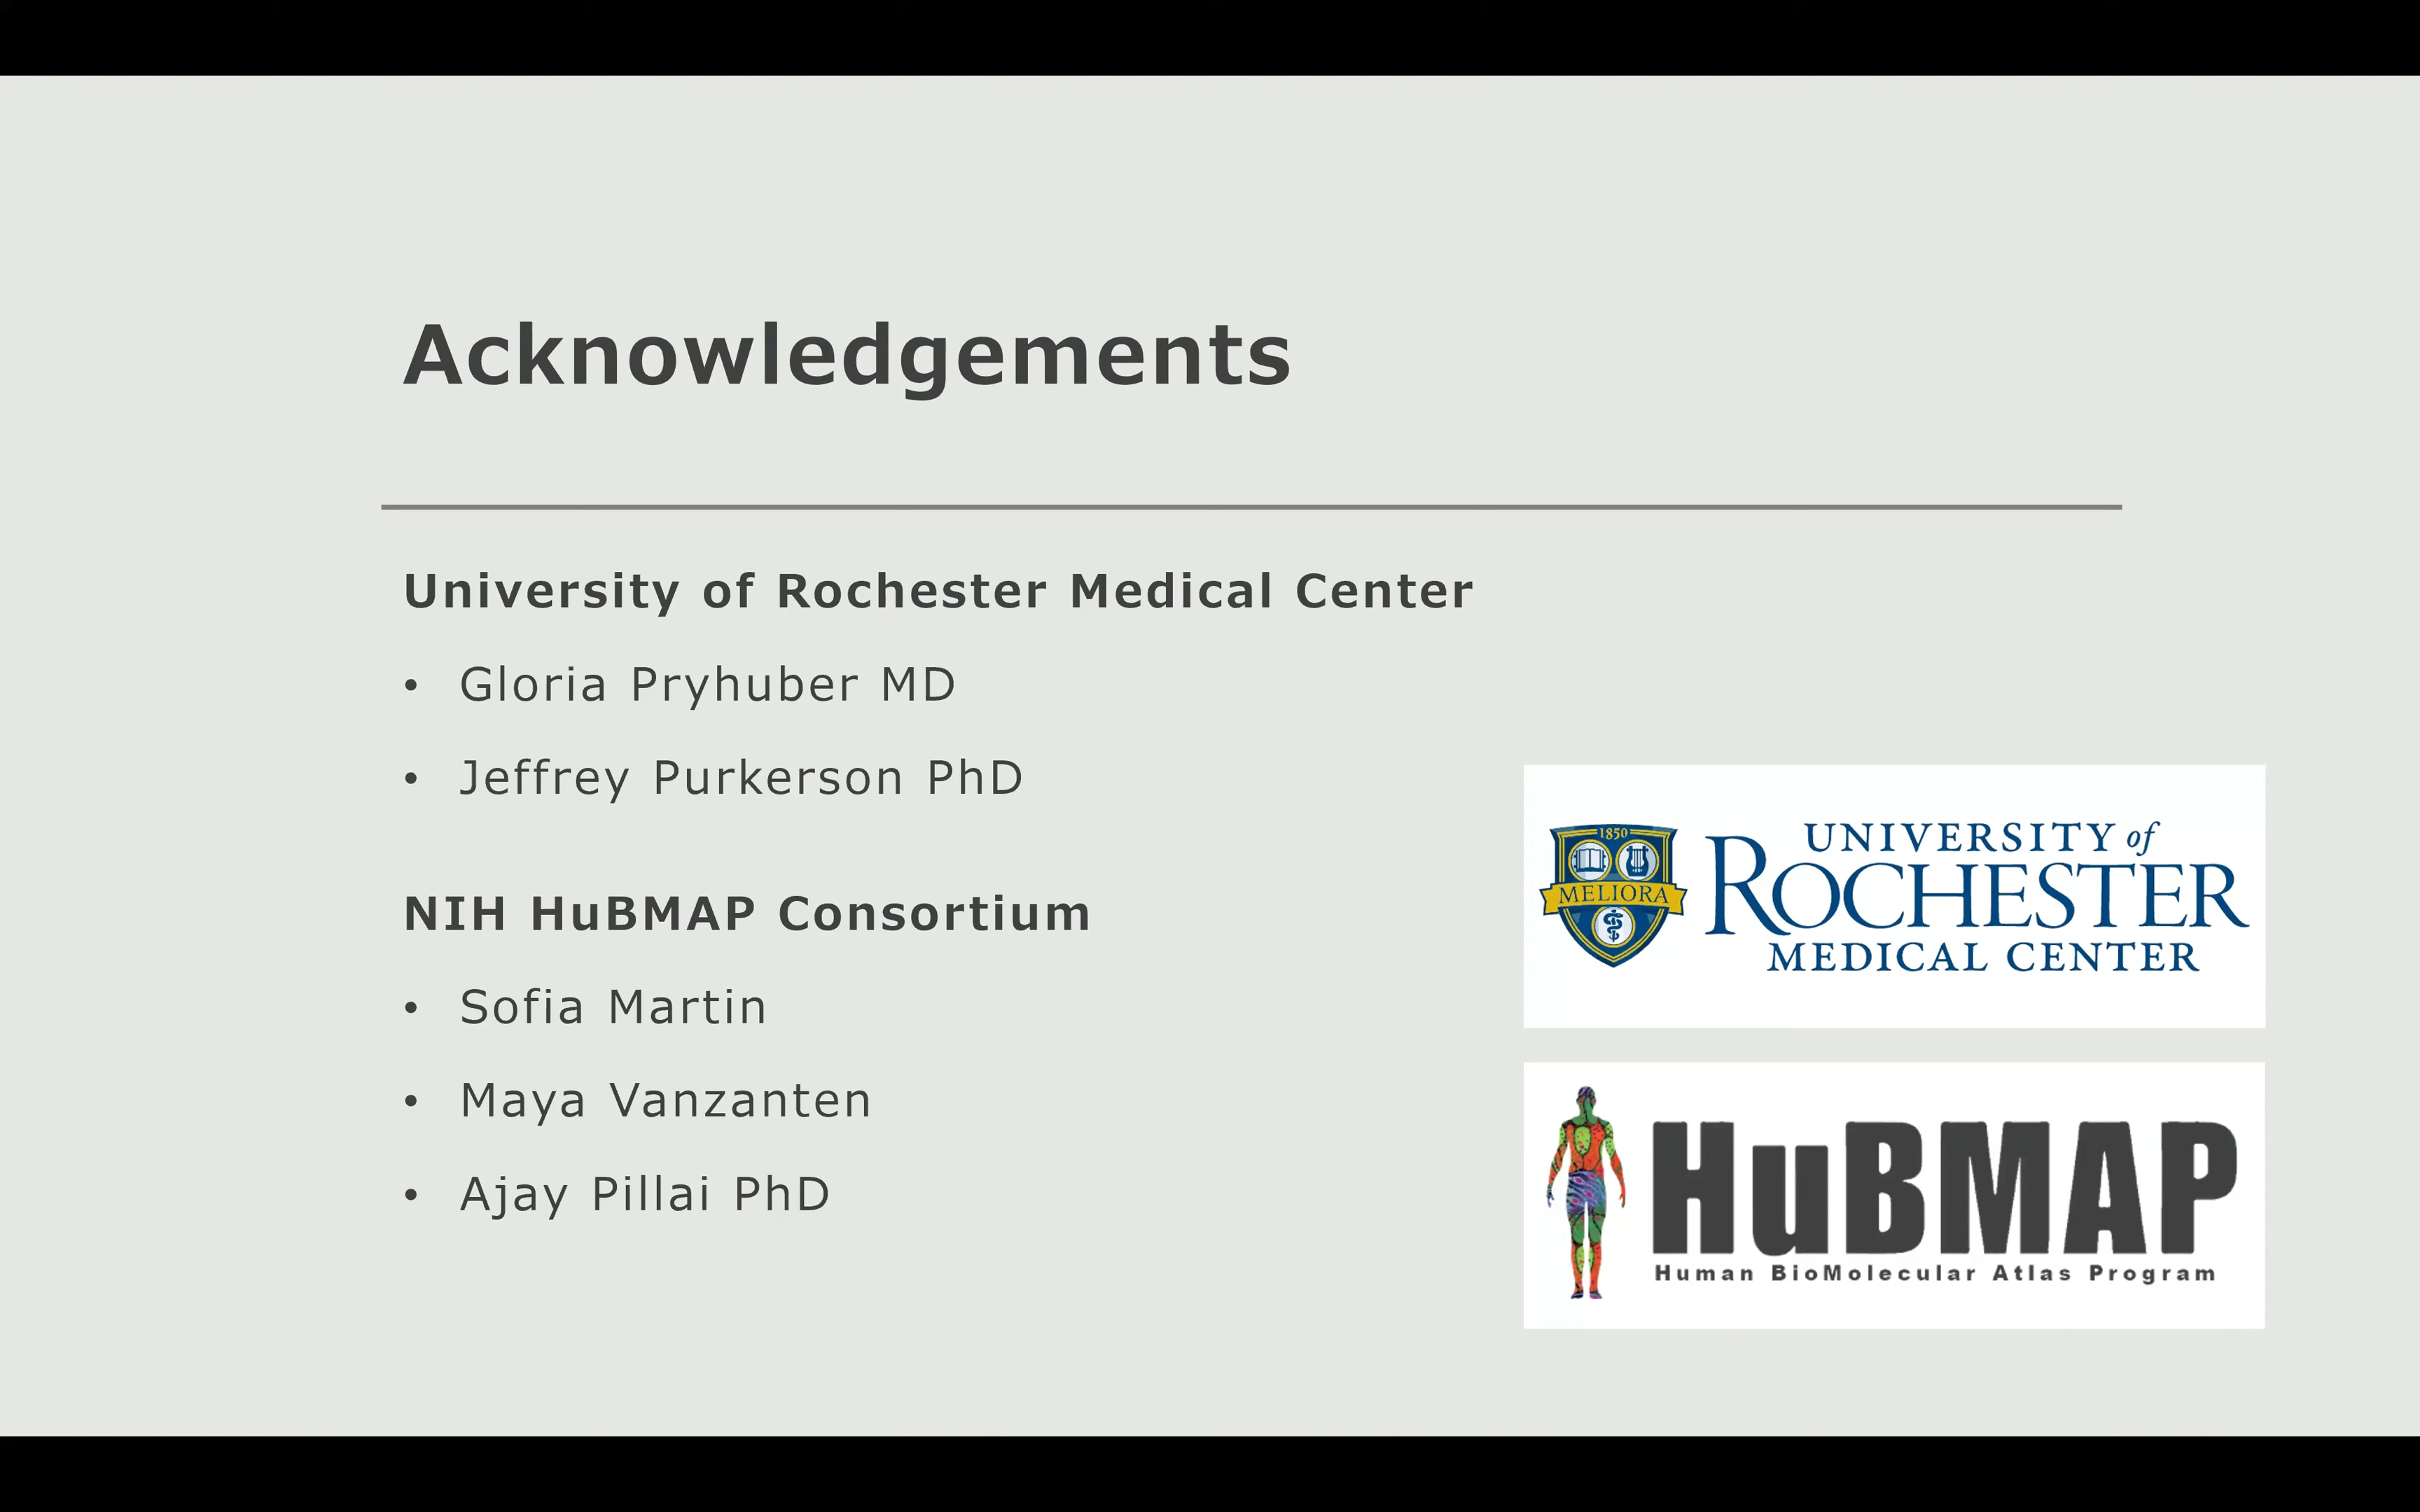 Acknowledgements
University of Rochester Medical Center
• Gloria Pryhuber MD
• Jeffrey Purkerson PhD
NIH HuBMAP Consortium
• Sofia Martin
• Maya Vanzanten
• Ajay Pillai PhD
1850
MELIORA
UNIVERSITY of
ROCHESTER
MEDICAL CENTER
HuBMAP
Human BioMolecular Atlas Program